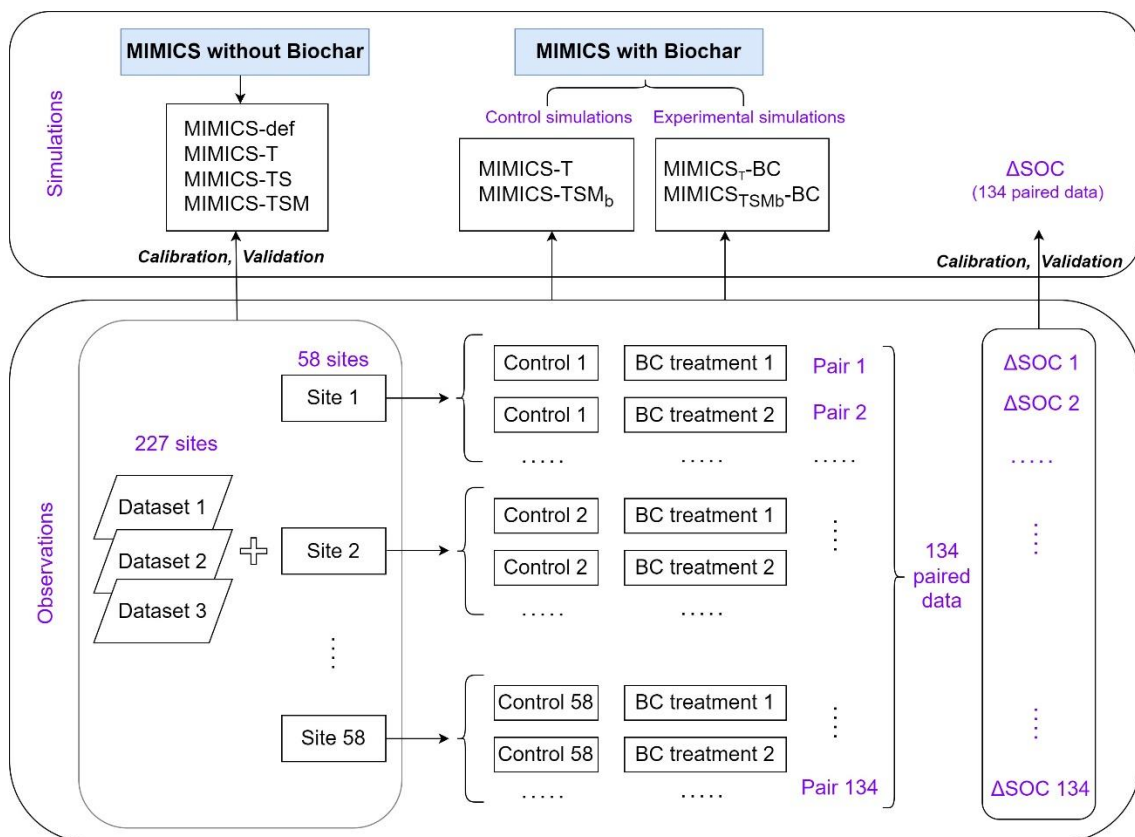 MIMICS without Biochar
MIMICS with Biochar
Simulations
Control simulations
Experimental simulations
MIMICS-def
MIMICS-T
MIMICS-TS
MIMICS-TSM
MIMICS-T
MIMICS-TSMb
MIMICST-BC
MIMICSTSMb-BC
ΔSOC
(134 paired data)
Calibration, Validation
Calibration, Validation
Observations
227 sites
Dataset 1
Dataset 2
Dataset 3
58 sites
Site 1
Control 1
BC treatment 1
Pair 1
Control 1
BC treatment 2
Pair 2
.....
.....
.....
Site 2
Control 2
BC treatment 1
Control 2
BC treatment 2
.....
.....
Site 58
Control 58
BC treatment 1
Control 58
BC treatment 2
.....
.....
Pair 134
134
paired
data
ΔSOC 1
ΔSOC 2
.....
ΔSOC 134